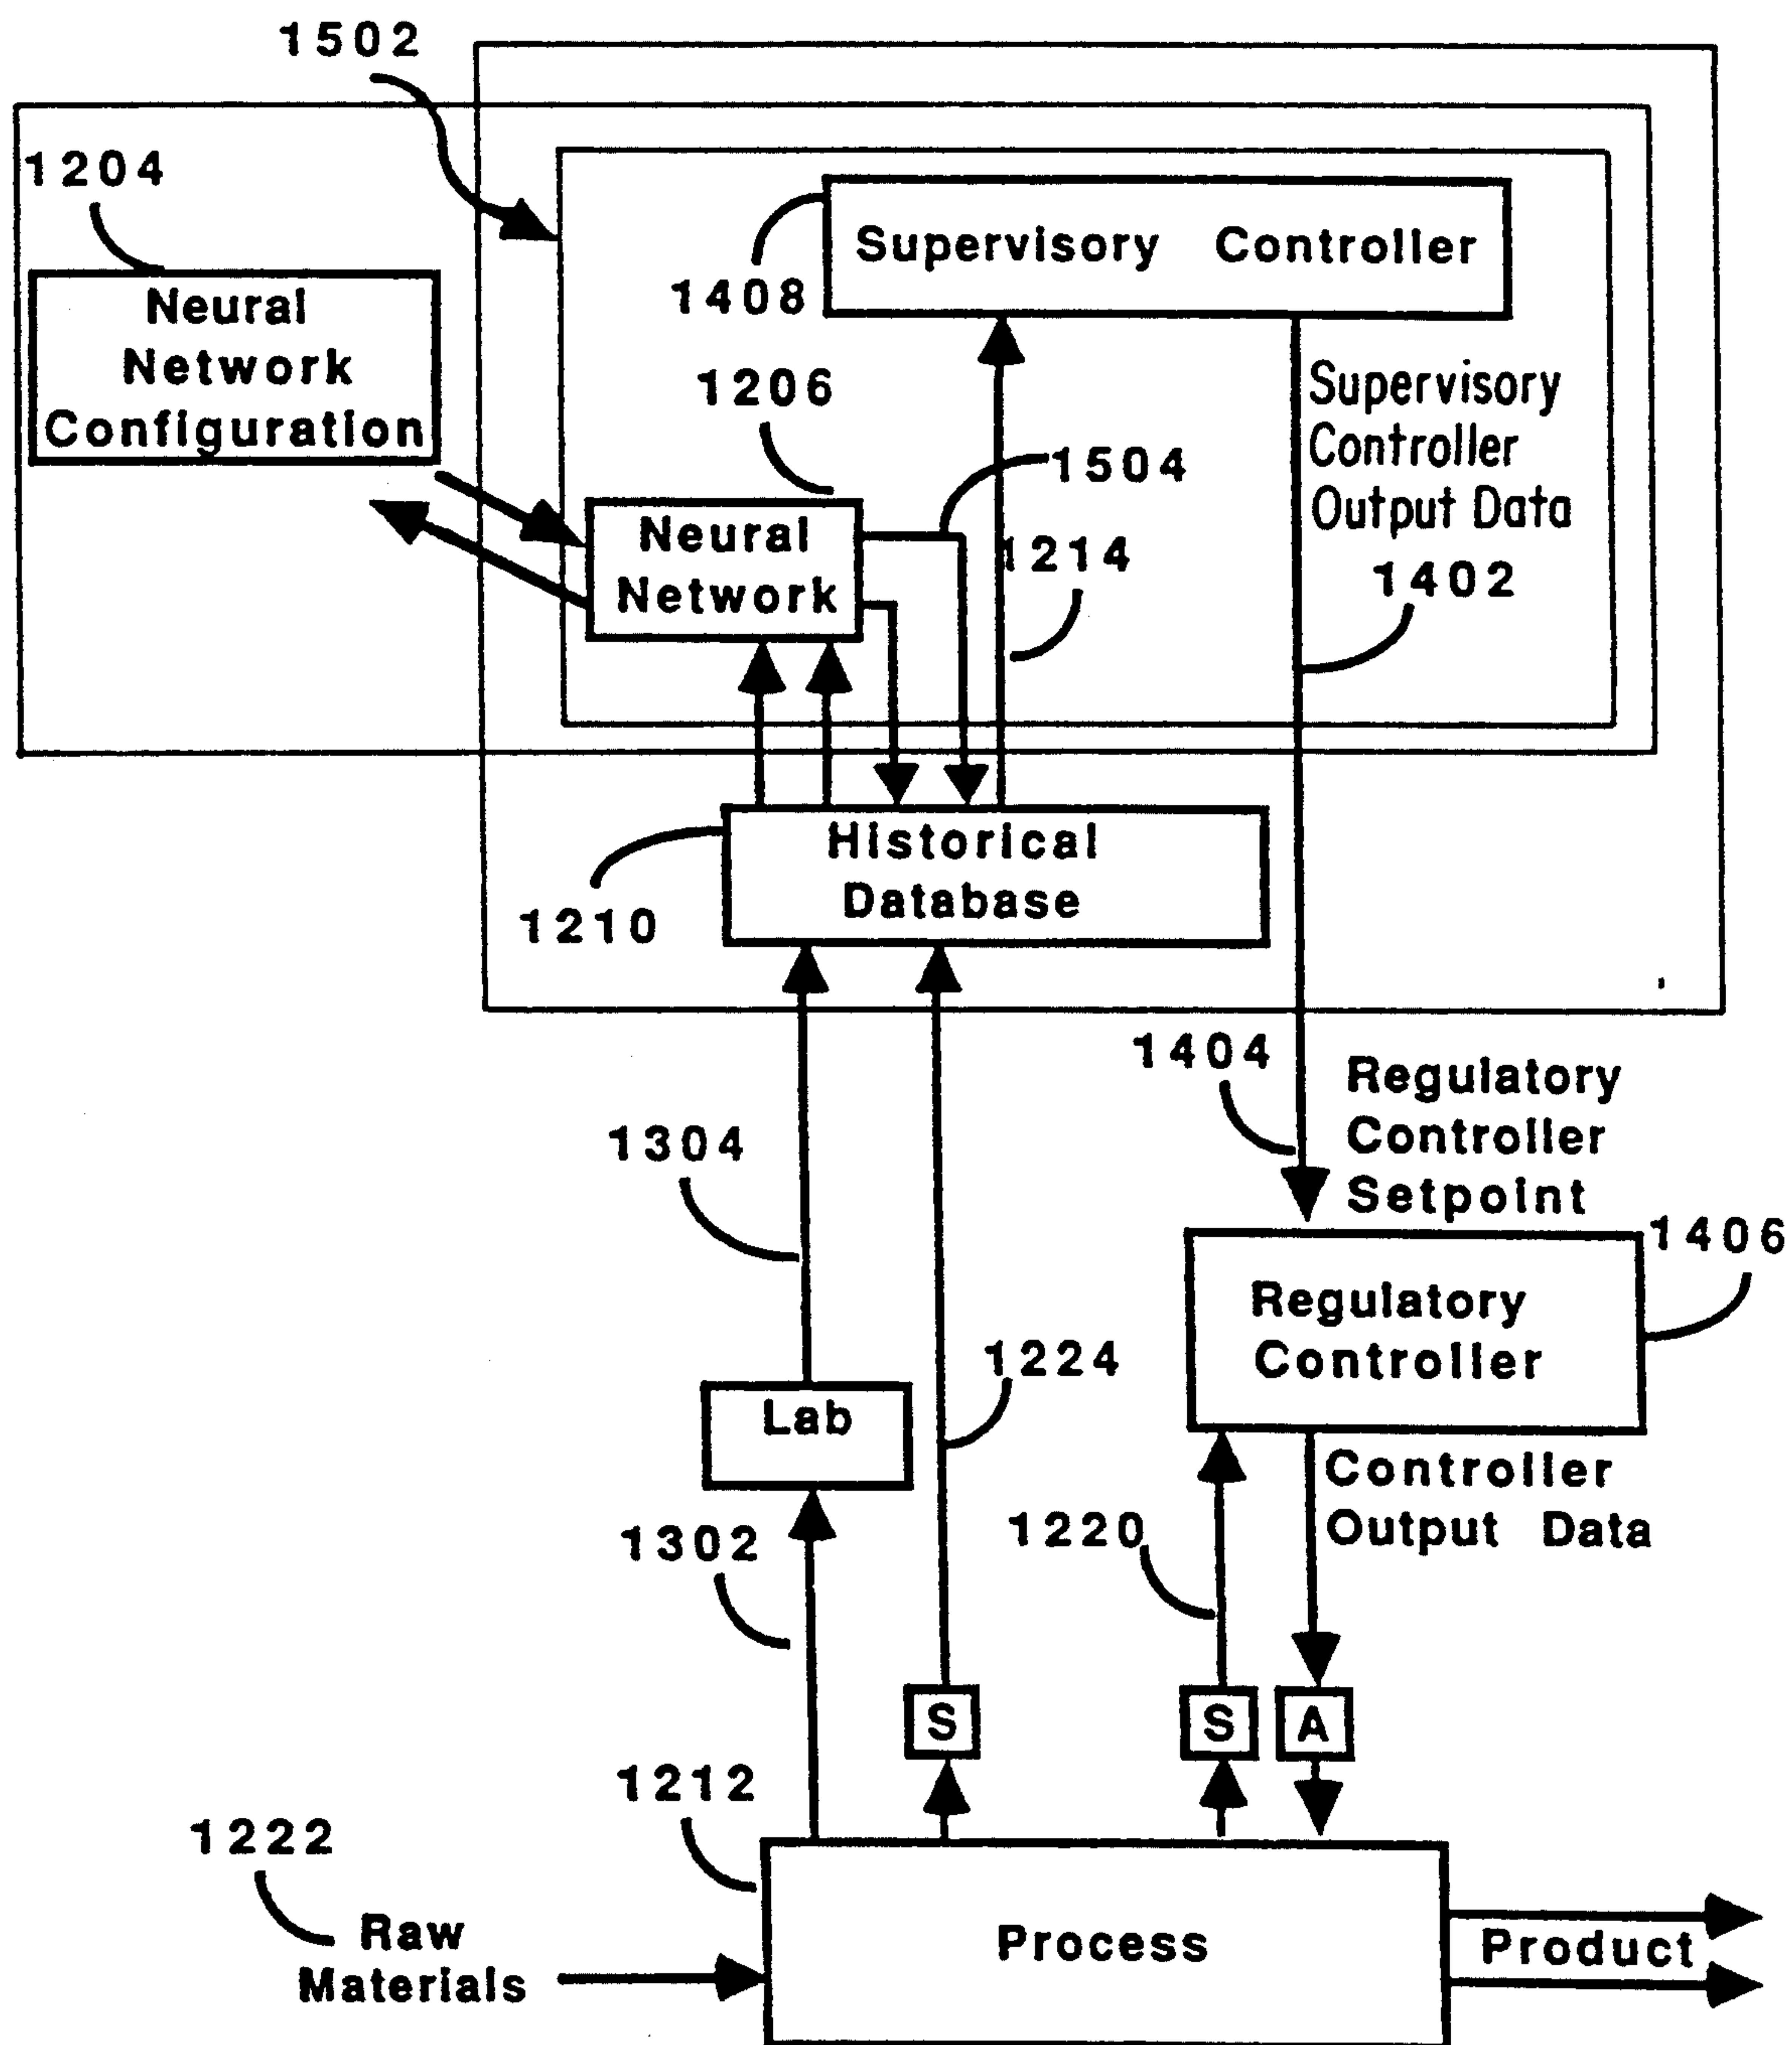 1502
1204
Neural
Network
Configuration
Supervisory Controller
1408
1206
Supervisory
Controller
Output Data
1504
Neural
Network
1214
1402
Historical
Database
1210
1404
Regulatory
Controller
Setpoint
1304
1406
Regulatory
Controller
1224
Lab
Controller
Output Data
1220
1302
S
S
A
1212
1222
Raw
Materials
Process
Product